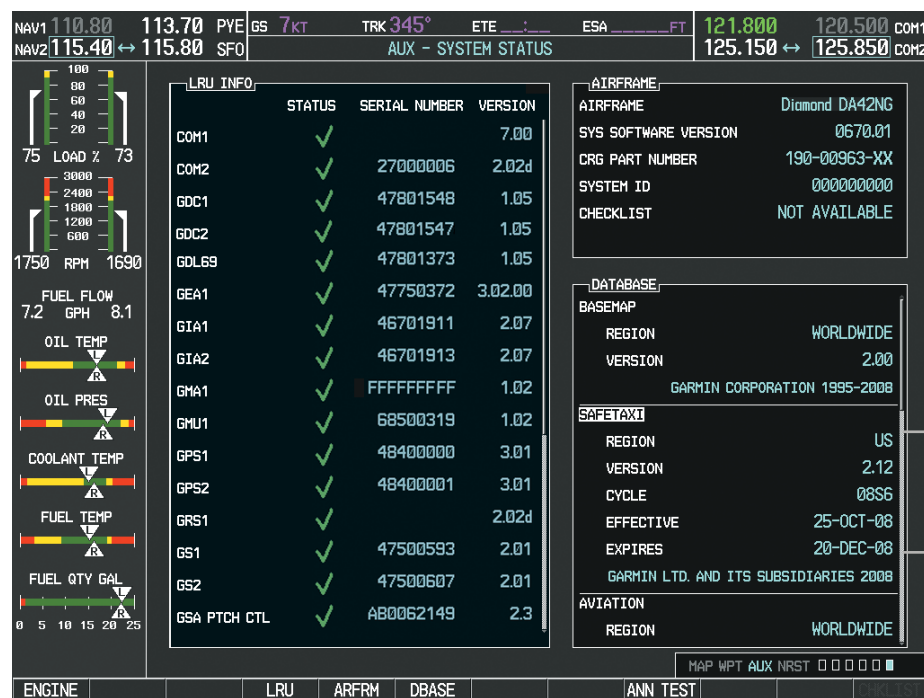 NAV1 110.80 113.70 PYE GS 7KT TRK 345° ETE __:__ ESA ______FT 121.800 120.500 COM1
NAV2 115.40 ↔ 115.80 SFO AUX - SYSTEM STATUS 125.150 ↔ 125.850 COM2
100
80
60
40
20
75 LOAD % 73
3000
2400
1800
1200
600
1750 RPM 1690
FUEL FLOW
7.2 GPH 8.1
OIL TEMP
L
R
OIL PRES
L
R
COOLANT TEMP
L
R
FUEL TEMP
L
R
FUEL QTY GAL
L
R
0 5 10 15 20 25
LRU INFO
STATUS SERIAL NUMBER VERSION
COM1 ✓ 7.00
COM2 ✓ 27000006 2.02d
GDC1 ✓ 47801548 1.05
GDC2 ✓ 47801547 1.05
GDL69 ✓ 47801373 1.05
GEA1 ✓ 47750372 3.02.00
GIA1 ✓ 46701911 2.07
GIA2 ✓ 46701913 2.07
GMA1 ✓ FFFFFFFFF 1.02
GMU1 ✓ 68500319 1.02
GPS1 ✓ 48400000 3.01
GPS2 ✓ 48400001 3.01
GRS1 ✓ 2.02d
GS1 ✓ 47500593 2.01
GS2 ✓ 47500607 2.01
GSA PTCH CTL ✓ AB0062149 2.3
AIRFRAME
AIRFRAME Diamond DA42NG
SYS SOFTWARE VERSION 0670.01
CRG PART NUMBER 190-00963-XX
SYSTEM ID 000000000
CHECKLIST NOT AVAILABLE
DATABASE
BASEMAP
REGION WORLDWIDE
VERSION 2.00
GARMIN CORPORATION 1995-2008
SAFETAXI
REGION US
VERSION 2.12
CYCLE 08S6
EFFECTIVE 25-OCT-08
EXPIRES 20-DEC-08
GARMIN LTD. AND ITS SUBSIDIARIES 2008
AVIATION
REGION WORLDWIDE
MAP WPT AUX NRST
ENGINE LRU ARFRM DBASE ANN TEST CHKLIST